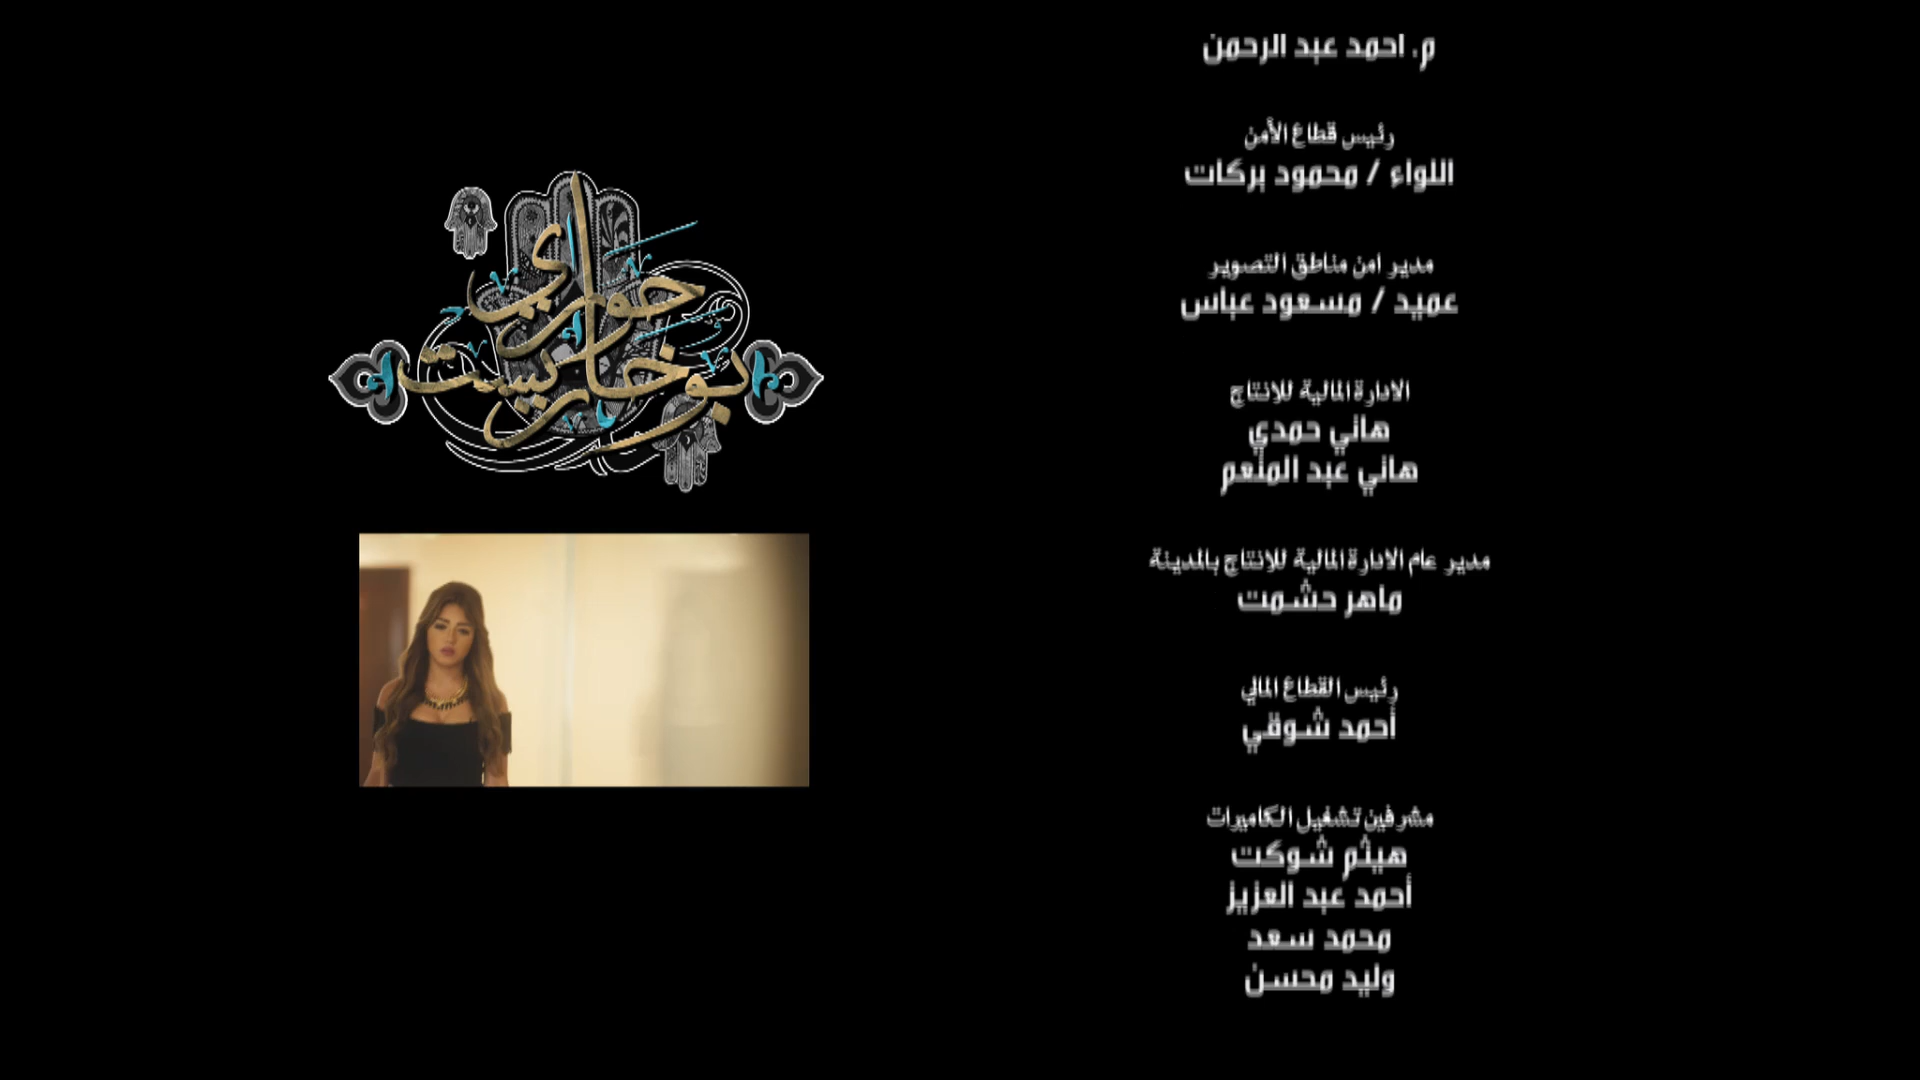 حواري
بوخاريست
م. احمد عبد الرحمن
رئيس قطاع الأمن
اللواء / محمود بركات
مدير امن مناطق التصوير
عميد / مسعود عباس
الادارة المالية للانتاج
هاني حمدي
هاني عبد المنعم
مدير عام الادارة المالية للانتاج بالمدينة
ماهر حشمت
رئيس القطاع المالي
أحمد شوقي
مشرفين تشغيل الكاميرات
هيثم شوكت
أحمد عبد العزيز
محمد سعد
وليد محسن